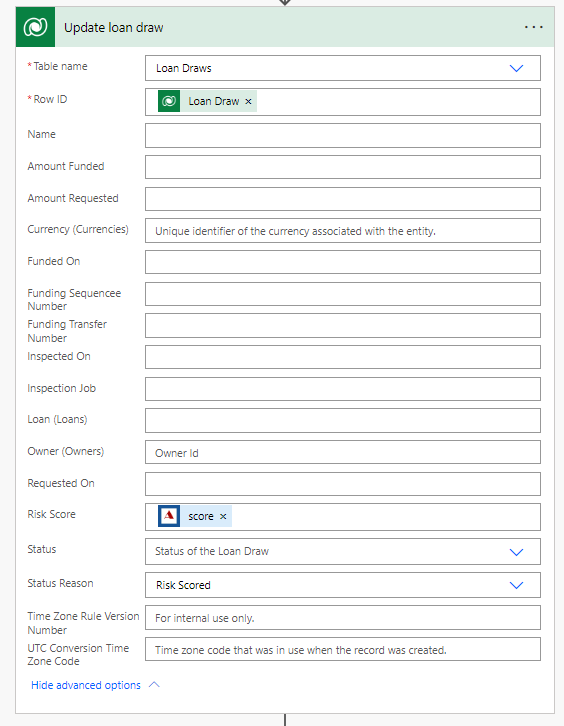 Update loan draw
...
* Table name
Loan Draws
* Row ID
Loan Draw ×
Name
Amount Funded
Amount Requested
Currency (Currencies)
Unique identifier of the currency associated with the entity.
Funded On
Funding Sequencee
Number
Funding Transfer
Number
Inspected On
Inspection Job
Loan (Loans)
Owner (Owners)
Owner Id
Requested On
Risk Score
score ×
Status
Status of the Loan Draw
Status Reason
Risk Scored
Time Zone Rule Version
Number
For internal use only.
UTC Conversion Time
Zone Code
Time zone code that was in use when the record was created.
Hide advanced options